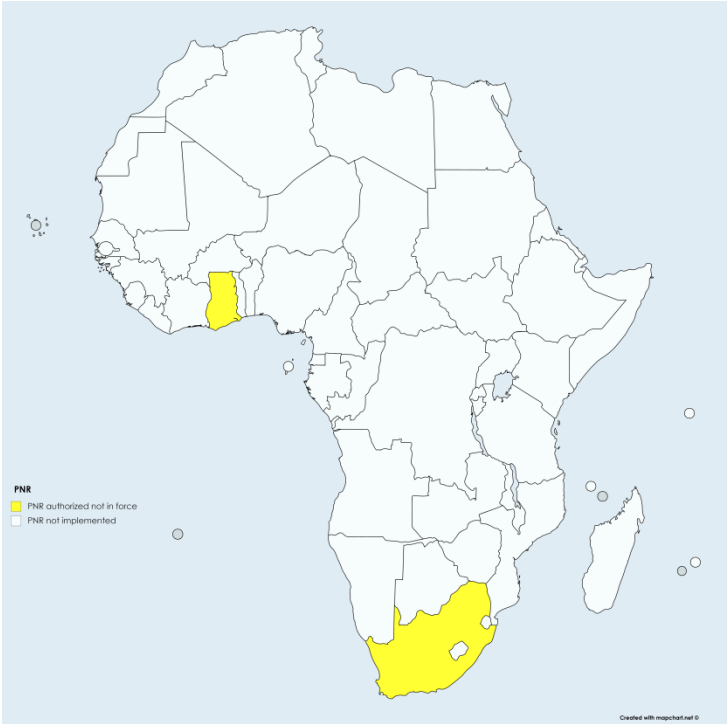 PNR
PNR authorized not in force
PNR not implemented
Created with mapchart.net ©